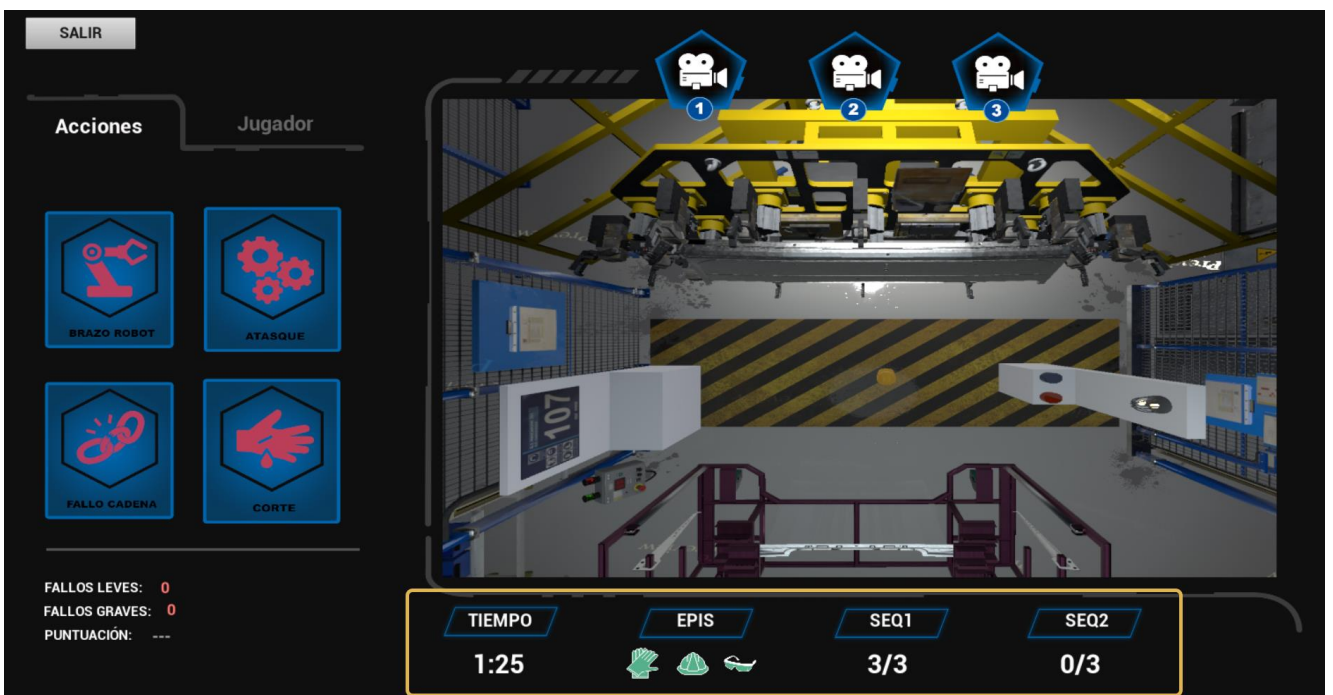 SALIR
Acciones
Jugador
1
2
3
BRAZO ROBOT
ATASQUE
FALLO CADENA
CORTE
107
FALLOS LEVES: 0
FALLOS GRAVES: 0
PUNTUACIÓN: ---
TIEMPO
EPIS
SEQ1
SEQ2
1:25
3/3
0/3